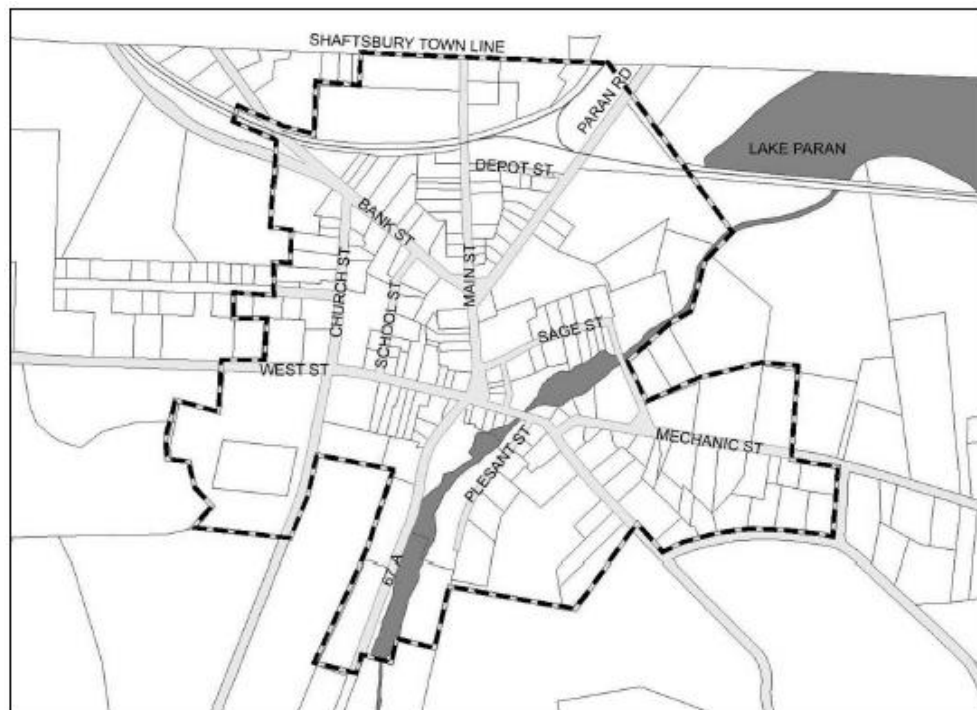 SHAFTSBURY TOWN LINE
PARAN RD
LAKE PARAN
DEPOT ST.
BANK ST
MAIN ST
CHURCH ST
SCHOOL ST
SAGE ST
WEST ST
MECHANIC ST
PLESANT ST
67 A